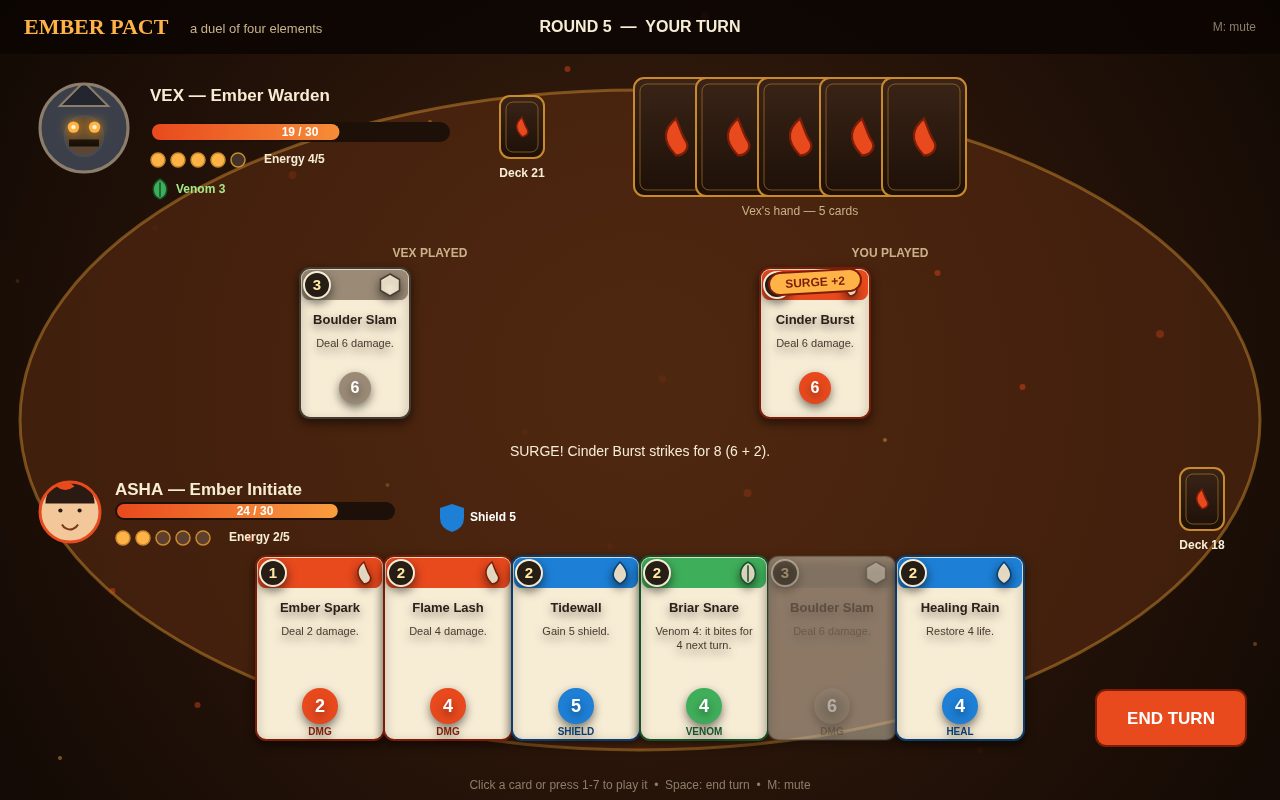 EMBER PACT
a duel of four elements
ROUND 5 — YOUR TURN
M: mute
VEX — Ember Warden
19 / 30
Energy 4/5
Venom 3
Deck 21
Vex's hand — 5 cards
VEX PLAYED
3
Boulder Slam
Deal 6 damage.
6
YOU PLAYED
SURGE +2
Cinder Burst
Deal 6 damage.
6
SURGE! Cinder Burst strikes for 8 (6 + 2).
ASHA — Ember Initiate
24 / 30
Energy 2/5
Shield 5
Deck 18
1
Ember Spark
Deal 2 damage.
2
DMG
2
Flame Lash
Deal 4 damage.
4
DMG
2
Tidewall
Gain 5 shield.
5
SHIELD
2
Briar Snare
Venom 4: it bites for
4 next turn.
4
VENOM
3
Boulder Slam
Deal 6 damage.
6
DMG
2
Healing Rain
Restore 4 life.
4
HEAL
END TURN
Click a card or press 1-7 to play it • Space: end turn • M: mute